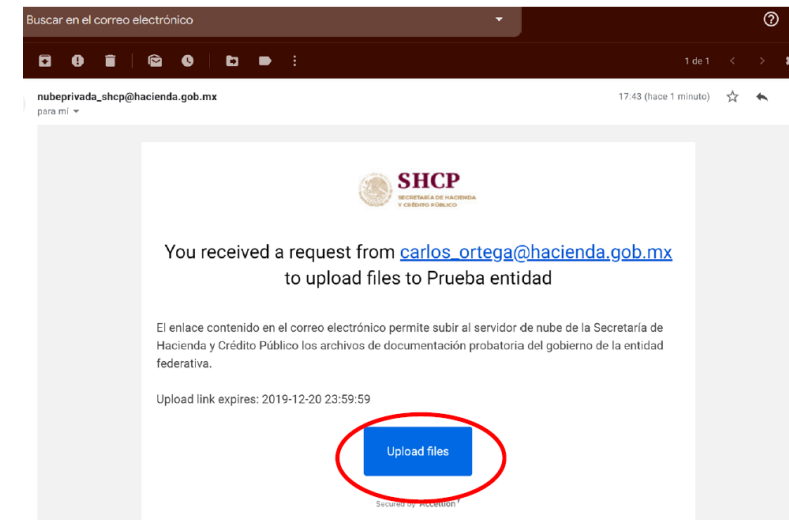 Buscar en el correo electrónico
1 de 1
nubeprivada_shcp@hacienda.gob.mx
17:43 (hace 1 minuto)
para mí
SHCP
SECRETARÍA DE HACIENDA
Y CRÉDITO PÚBLICO
You received a request from carlos_ortega@hacienda.gob.mx
to upload files to Prueba entidad
El enlace contenido en el correo electrónico permite subir al servidor de nube de la Secretaría de
Hacienda y Crédito Público los archivos de documentación probatoria del gobierno de la entidad
federativa.
Upload link expires: 2019-12-20 23:59:59
Upload files
Secured by Accellion